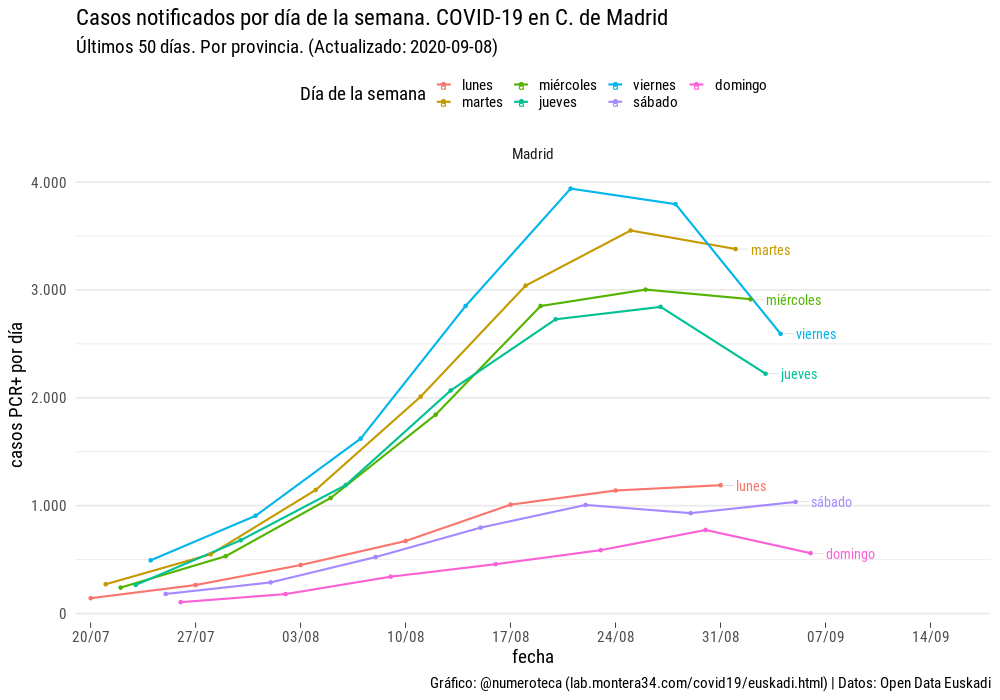 Casos notificados por día de la semana. COVID-19 en C. de Madrid
Últimos 50 días. Por provincia. (Actualizado: 2020-09-08)
Día de la semana
lunes
martes
miércoles
jueves
viernes
sábado
domingo
Madrid
casos PCR+ por día
4.000
3.000
2.000
1.000
0
martes
miércoles
viernes
jueves
lunes
sábado
domingo
20/07 27/07 03/08 10/08 17/08 24/08 31/08 07/09 14/09
fecha
Gráfico: @numeroteca (lab.montera34.com/covid19/euskadi.html) | Datos: Open Data Euskadi